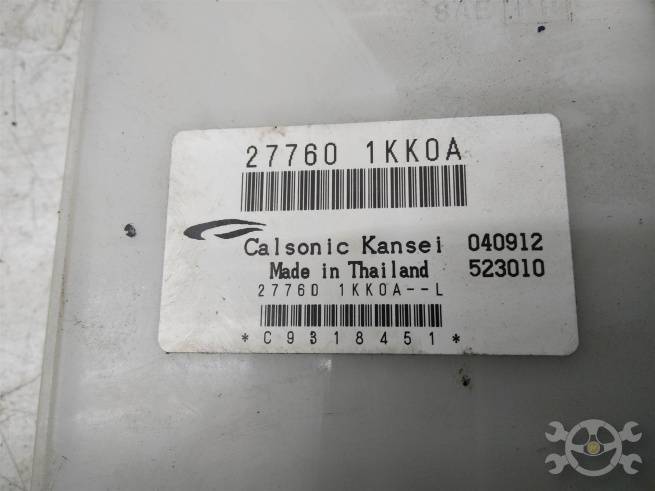 27760 1KK0A
Calsonic Kansei 040912
Made in Thailand 523010
27760 1KK0A--L
*C9318451*